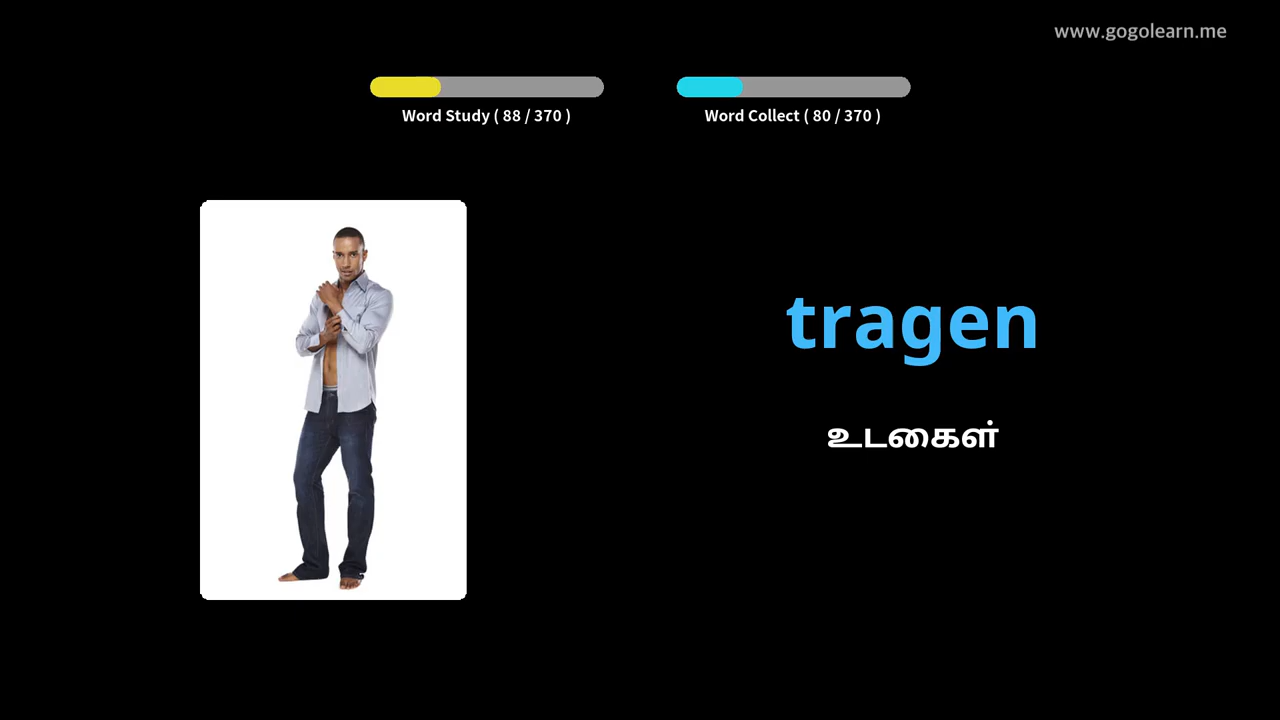 www.gogolearn.me
Word Study ( 88 / 370 )
Word Collect ( 80 / 370 )
tragen
உடகைள்